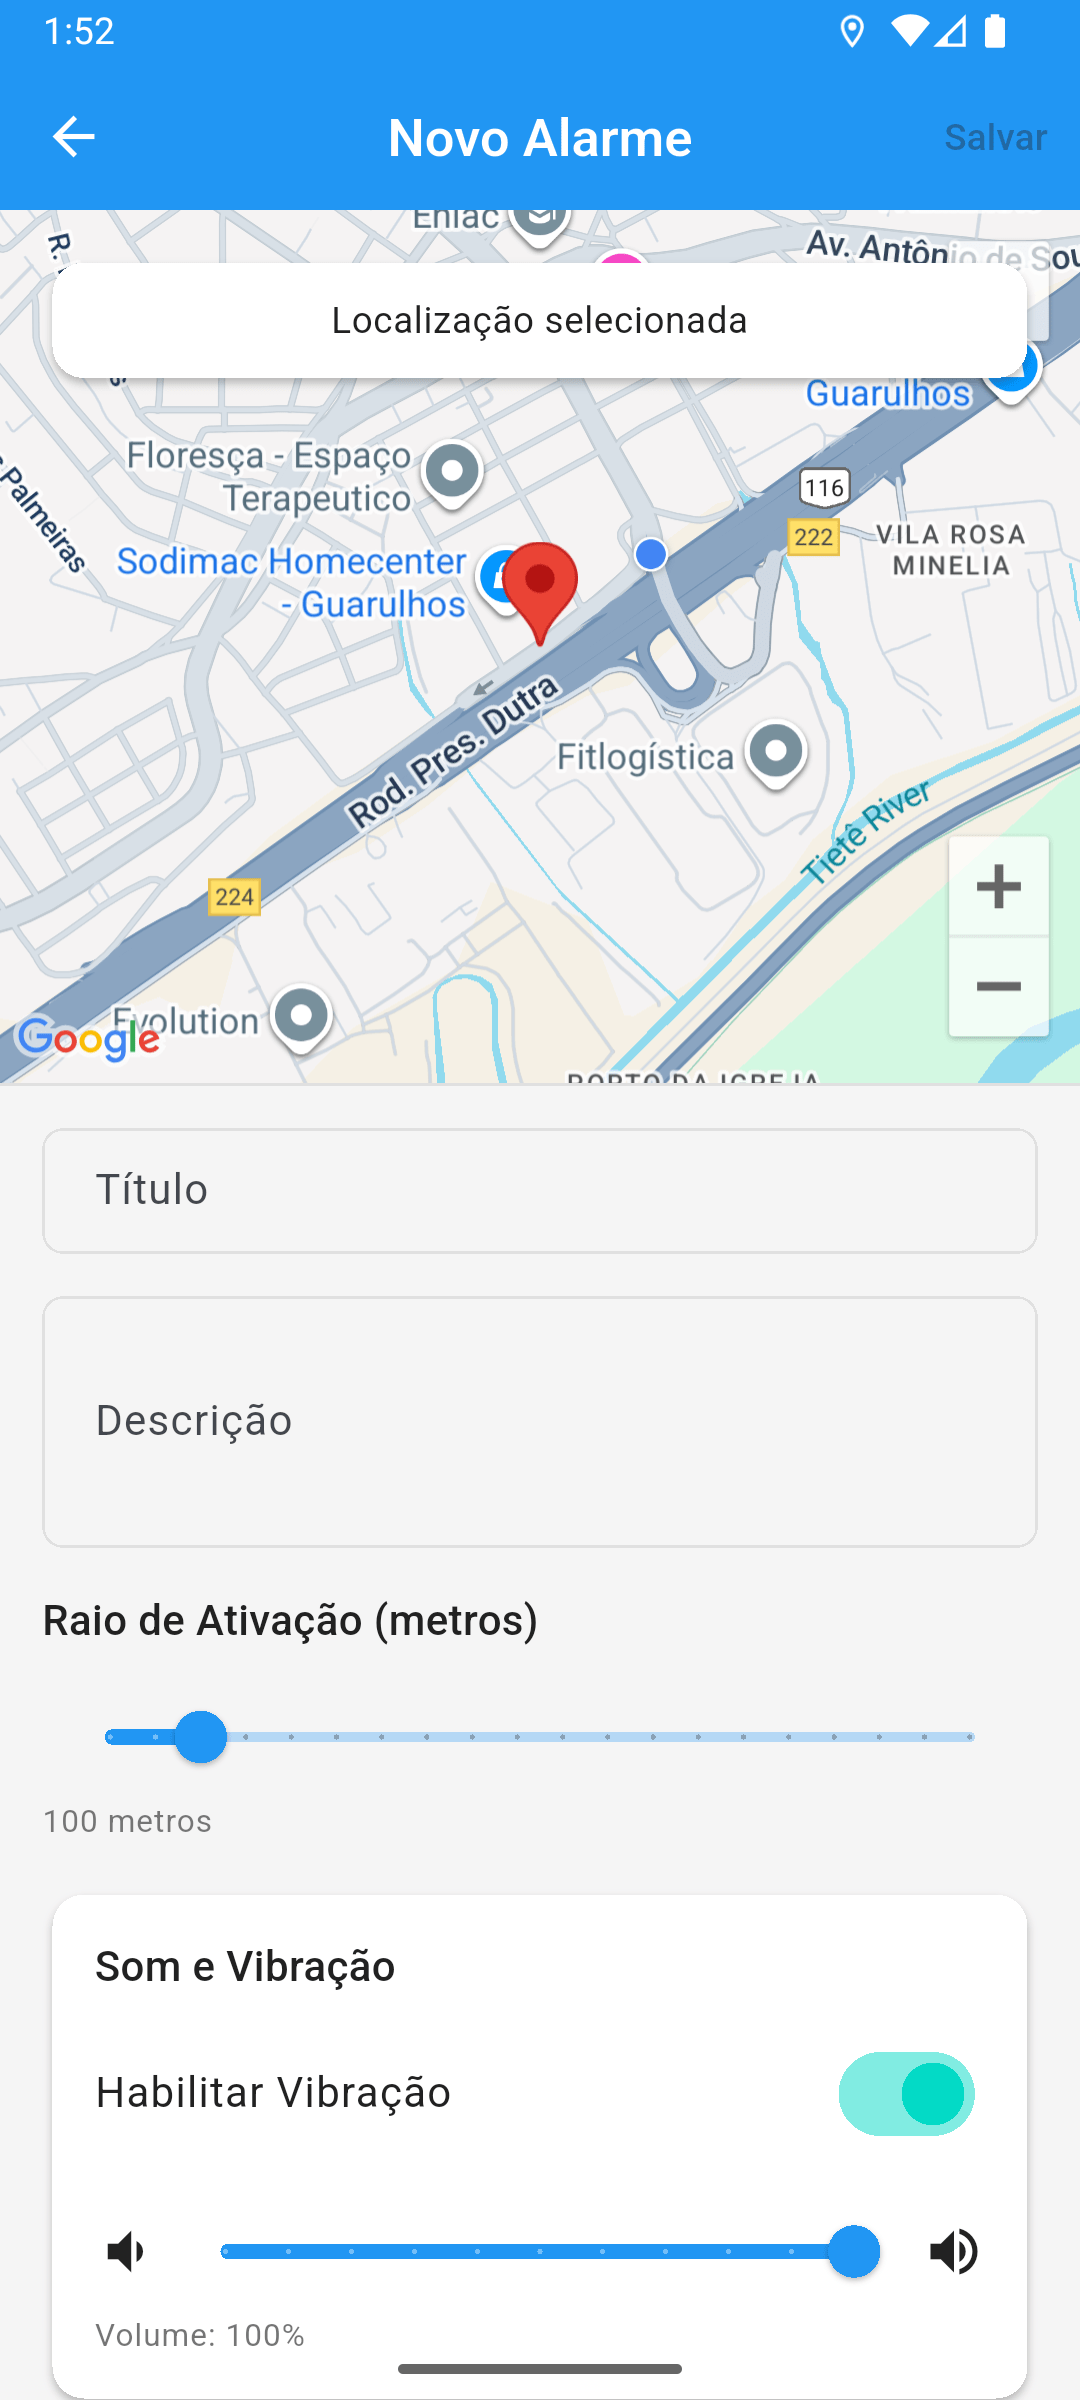 1:52
Novo Alarme
Salvar
Enfac
R.
Av. Antônio de Sou
Localização selecionada
Guarulhos
Palmeiras
Floresça - Espaço
Terapeutico
116
222
VILA ROSA
MINELIA
Sodimac Homecenter
- Guarulhos
Rod. Pres. Dutra
Fitlogística
Tietê River
224
Evolution
Google
PORTO DA IGREJA
Título
Descrição
Raio de Ativação (metros)
100 metros
Som e Vibração
Habilitar Vibração
Volume: 100%